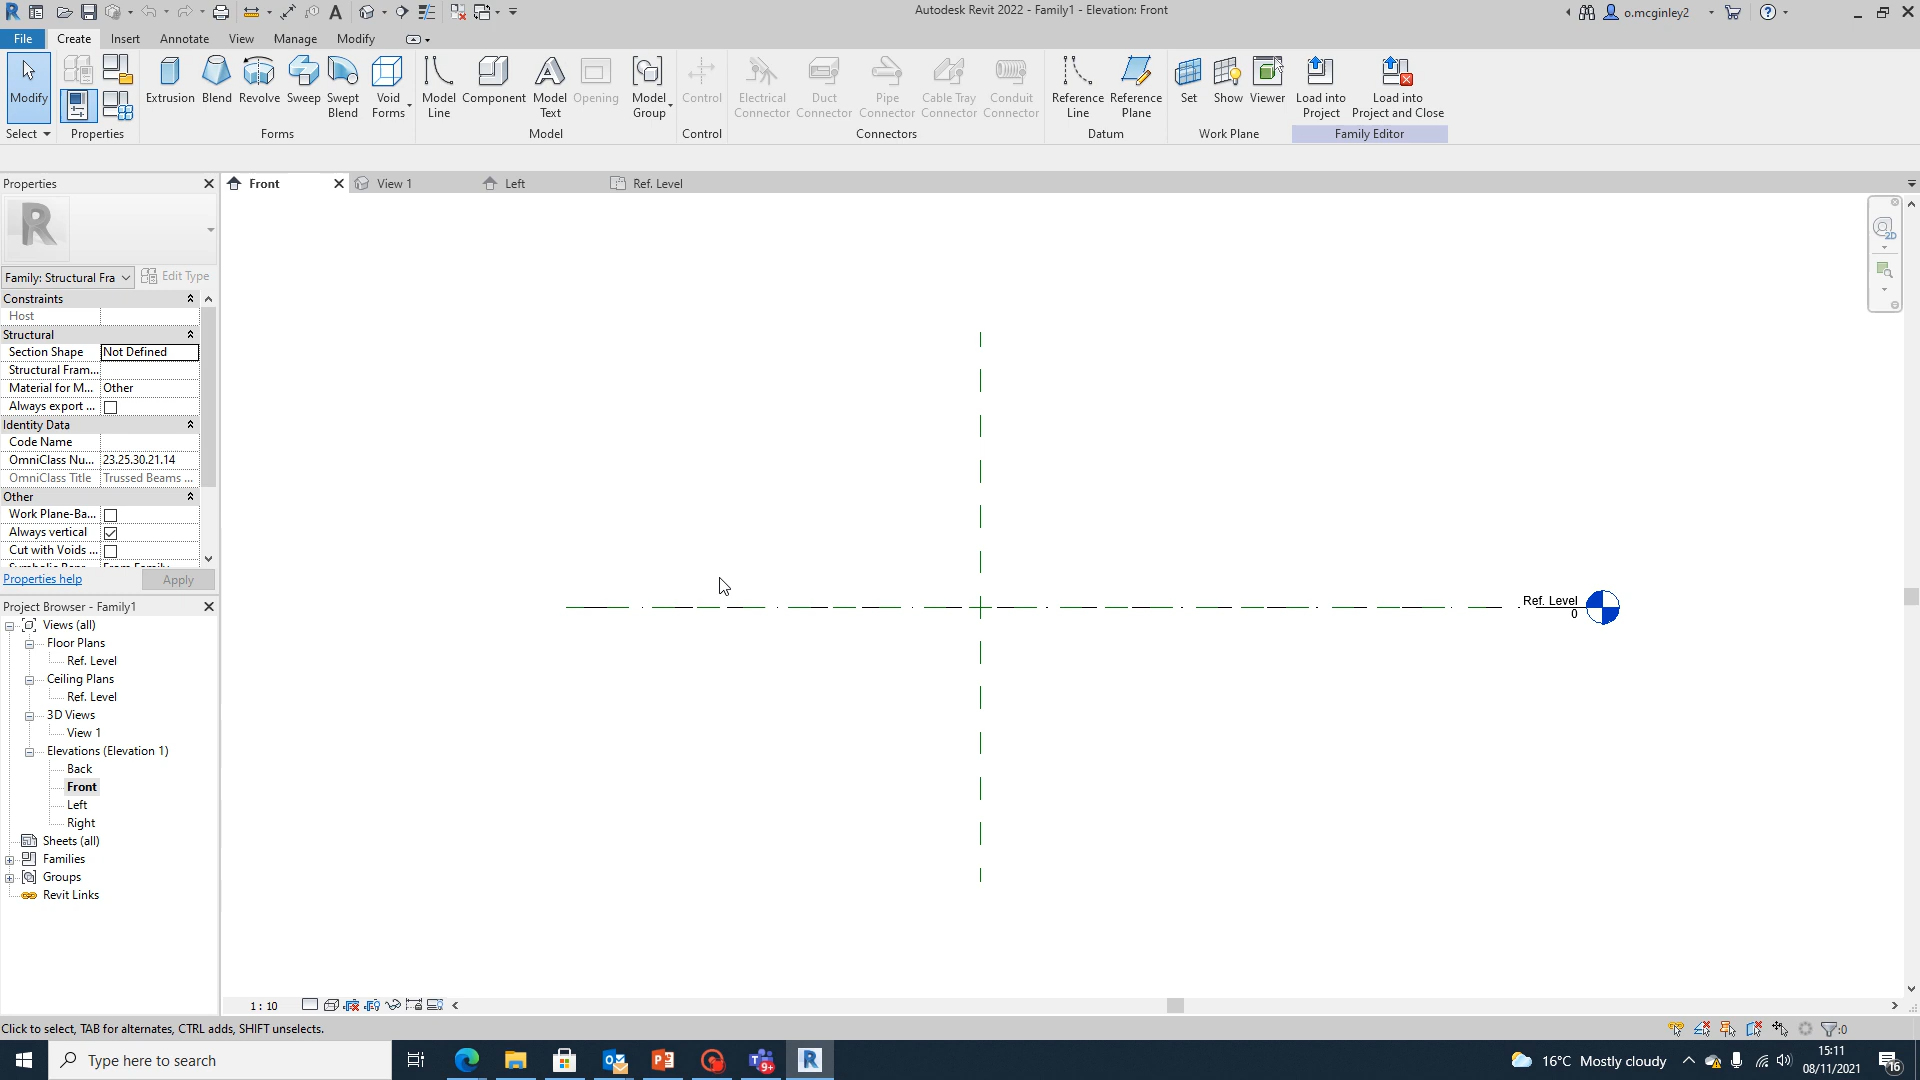 Autodesk Revit 2022 - Family1 - Elevation: Front
o.mcginley2
File Create Insert Annotate View Manage Modify
Modify
Extrusion Blend Revolve Sweep Swept Blend Void Forms
Model Line Component Model Text Opening Model Group
Control
Electrical Connector Duct Connector Pipe Connector Cable Tray Connector Conduit Connector
Reference Line Reference Plane
Set Show Viewer
Load into Project Load into Project and Close
Select Properties Forms Model Control Connectors Datum Work Plane Family Editor
Properties
Front View 1 Left Ref. Level
R
Family: Structural Fra Edit Type
Constraints
Host
Structural
Section Shape Not Defined
Structural Fram...
Material for M... Other
Always export ...
Identity Data
Code Name
OmniClass Nu... 23.25.30.21.14
OmniClass Title Trussed Beams ...
Other
Work Plane-Ba...
Always vertical
Cut with Voids ...
Properties help Apply
2D
Ref. Level
0
Project Browser - Family1
Views (all)
Floor Plans
Ref. Level
Ceiling Plans
Ref. Level
3D Views
View 1
Elevations (Elevation 1)
Back
Front
Left
Right
Sheets (all)
Families
Groups
Revit Links
1 : 10
Click to select, TAB for alternates, CTRL adds, SHIFT unselects.
:0
Type here to search
9+
16°C Mostly cloudy
15:11
08/11/2021
16